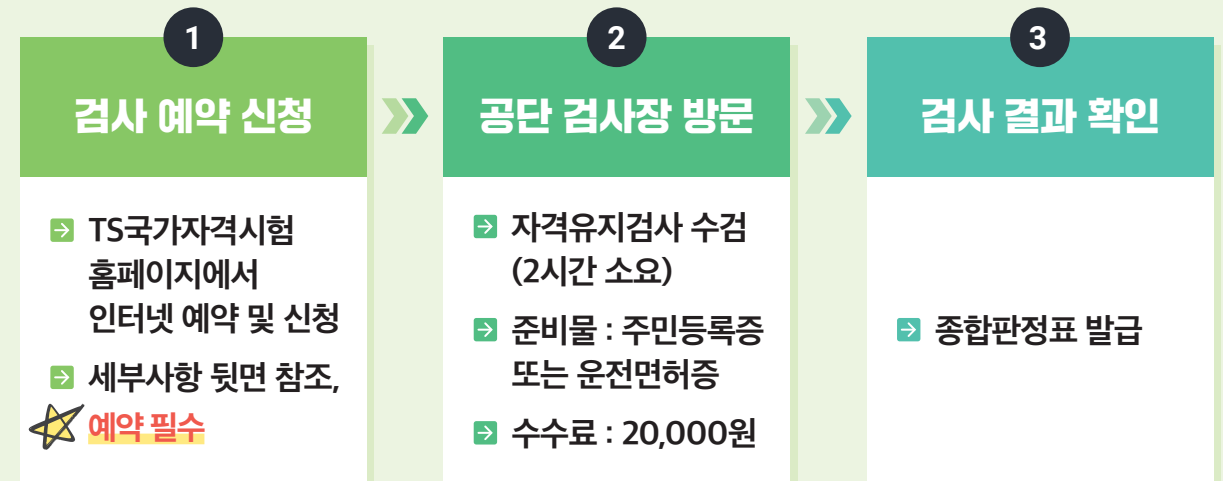 1
검사 예약 신청
TS국가자격시험
홈페이지에서
인터넷 예약 및 신청
세부사항 뒷면 참조,
예약 필수
2
공단 검사장 방문
자격유지검사 수검
(2시간 소요)
준비물 : 주민등록증
또는 운전면허증
수수료 : 20,000원
3
검사 결과 확인
종합판정표 발급